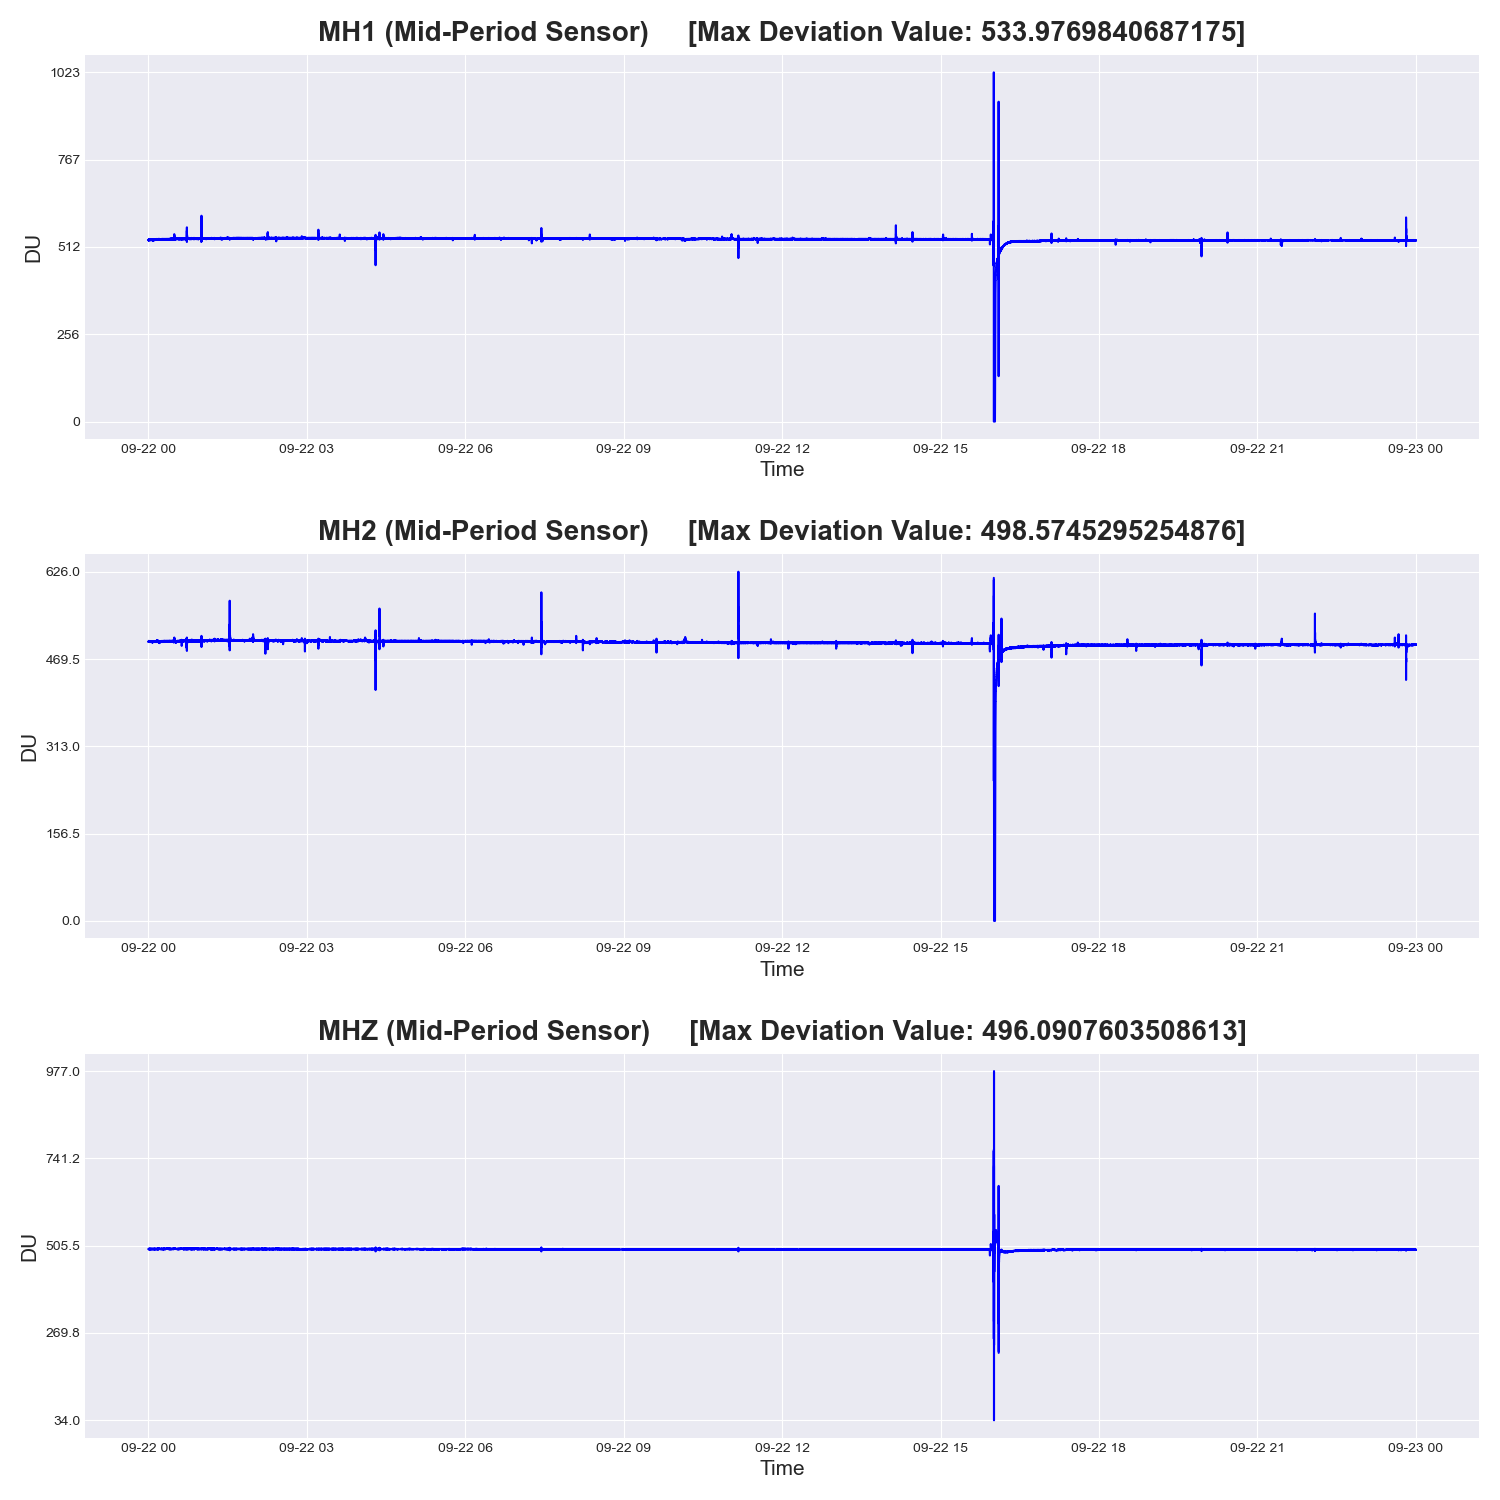 MH1 (Mid-Period Sensor) [Max Deviation Value: 533.9769840687175]
1023
767
512
256
0
DU
09-22 00 09-22 03 09-22 06 09-22 09 09-22 12 09-22 15 09-22 18 09-22 21 09-23 00
Time
MH2 (Mid-Period Sensor) [Max Deviation Value: 498.5745295254876]
626.0
469.5
313.0
156.5
0.0
DU
09-22 00 09-22 03 09-22 06 09-22 09 09-22 12 09-22 15 09-22 18 09-22 21 09-23 00
Time
MHZ (Mid-Period Sensor) [Max Deviation Value: 496.0907603508613]
977.0
741.2
505.5
269.8
34.0
DU
09-22 00 09-22 03 09-22 06 09-22 09 09-22 12 09-22 15 09-22 18 09-22 21 09-23 00
Time